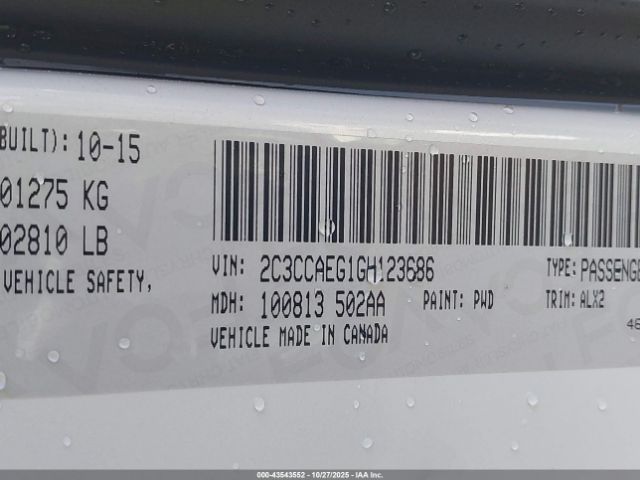 BUILT): 10-15
01275 KG
02810 LB
VEHICLE SAFETY,
VIN: 2C3CCAEG1GH123686
TYPE: PASSENGE
MDH: 100813 502AA PAINT: PWD
TRIM: ALX2
VEHICLE MADE IN CANADA
000-43543552 - 10/27/2025 - IAA Inc.